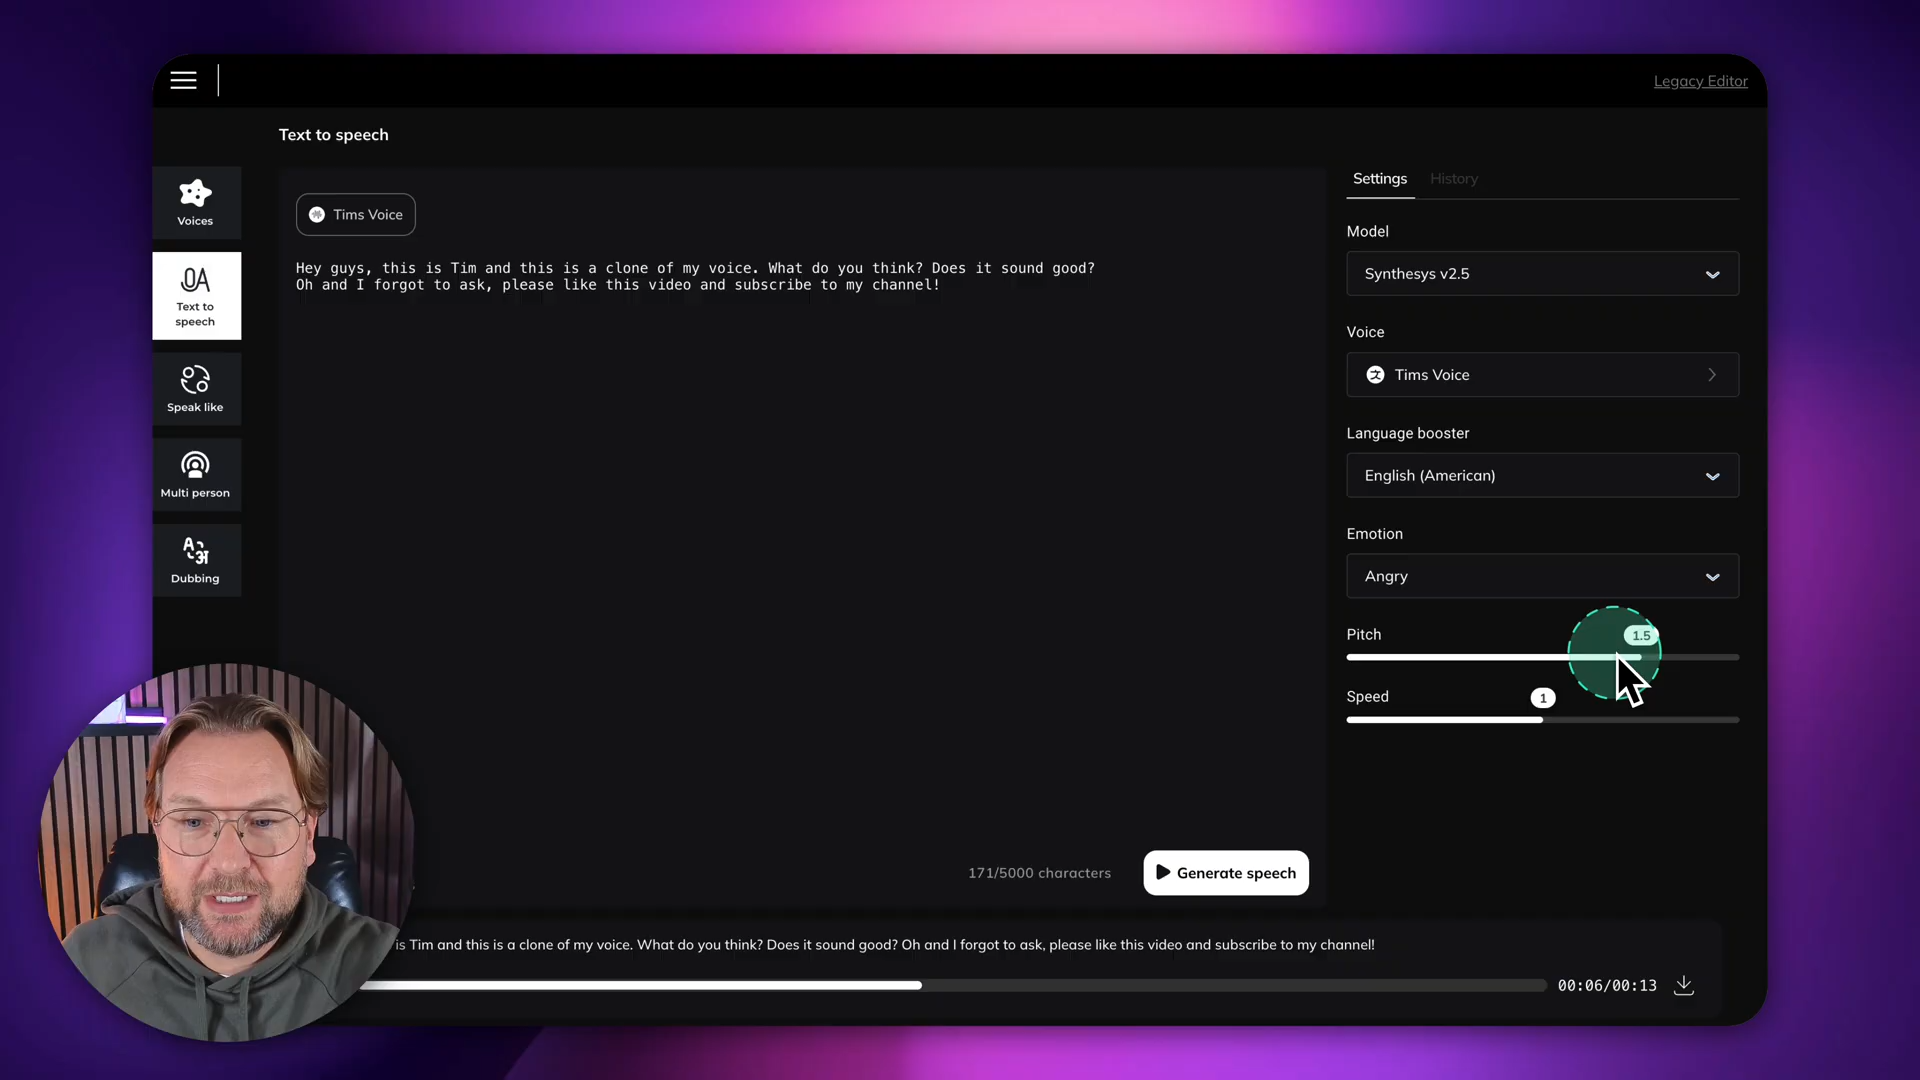 Legacy Editor
Text to speech
Voices
Text to
speech
Speak like
Multi person
Dubbing
Tims Voice
Hey guys, this is Tim and this is a clone of my voice. What do you think? Does it sound good?
Oh and I forgot to ask, please like this video and subscribe to my channel!
171/5000 characters
Generate speech
Settings
History
Model
Synthesys v2.5
Voice
Tims Voice
Language booster
English (American)
Emotion
Angry
Pitch
1.5
Speed
1
is Tim and this is a clone of my voice. What do you think? Does it sound good? Oh and I forgot to ask, please like this video and subscribe to my channel!
00:06/00:13